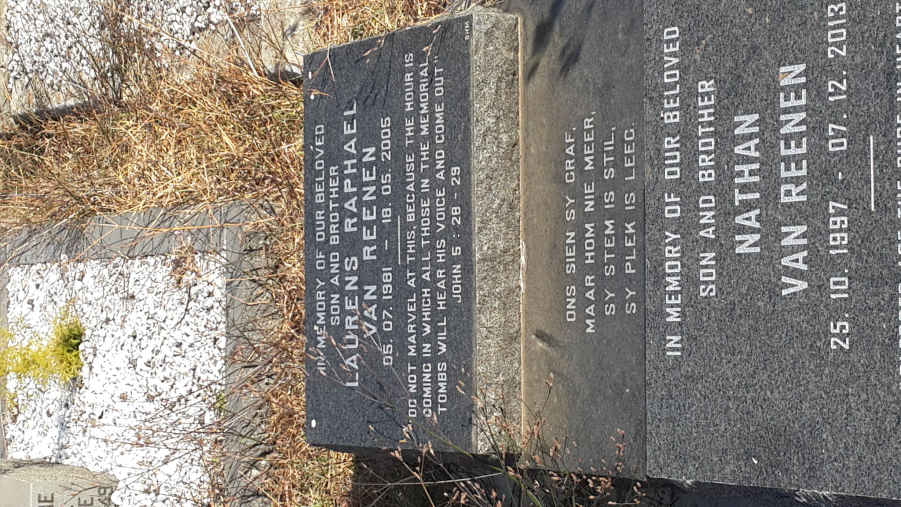 IN MEMORY OF OUR BELOVED
SON AND BROTHER
LAURENS RAPHAEL
VAN REENEN
07. 1981 - 18. 2005
DO NOT MARVEL AT THIS, BECAUSE THE HOUR IS
COMING IN WHICH ALL THOSE IN THE MEMORIAL
TOMBS WILL HEAR HIS VOICE AND COME OUT"
JOHN 5 : 28 - 29
ONS SIEN SY GRAF,
MAAR HOM NIE MEER.
SY STEM IS STIL,
SY PLEK IS LEEG.
IN MEMORY OF OUR BELOVED
SON AND BROTHER
VAN REENEN
25. 10. 1997 - 07. 12. 2013